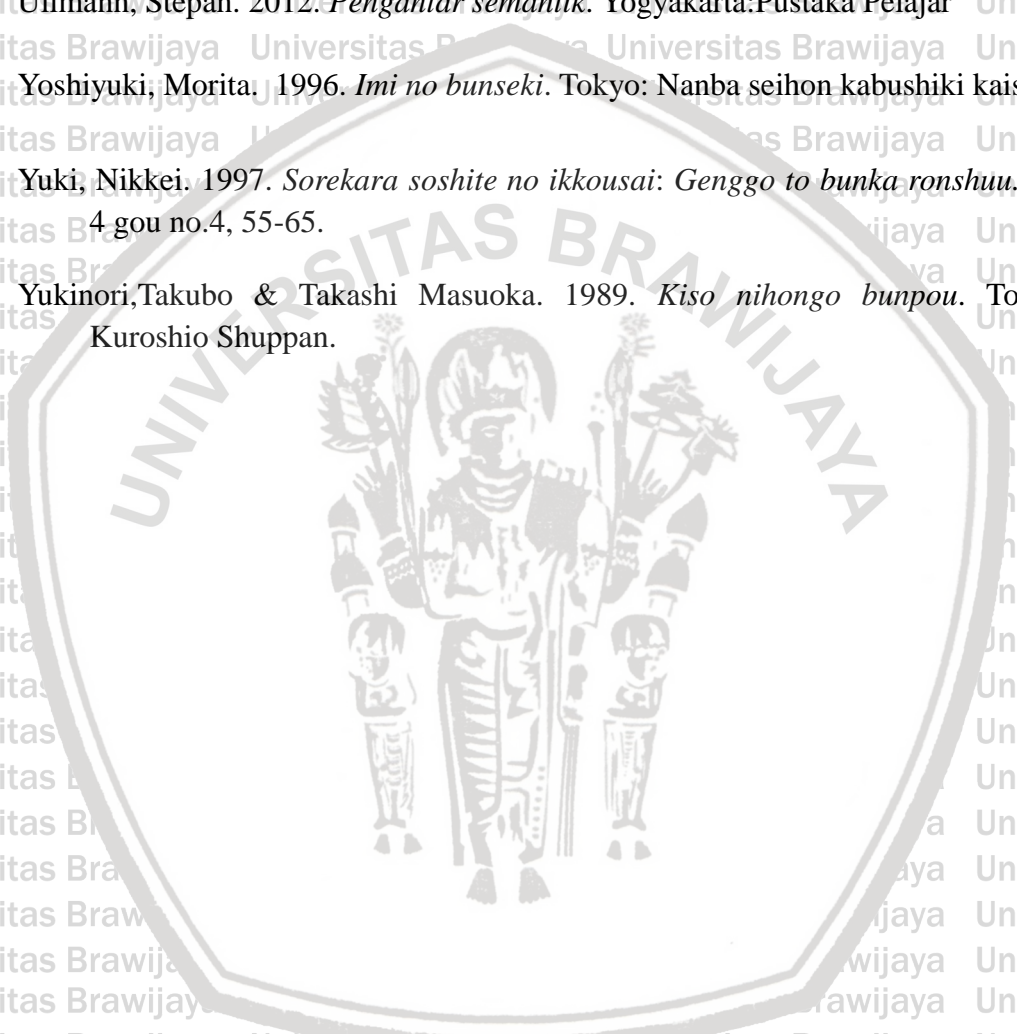 Ullmann, Stepan. 2012. Pengantar semantik. Yogyakarta:Pustaka Pelajar
Yoshiyuki, Morita. 1996. Imi no bunseki. Tokyo: Nanba seihon kabushiki kais
Yuki, Nikkei. 1997. Sorekara soshite no ikkousai: Genggo to bunka ronshuu.
4 gou no.4, 55-65.
Yukinori,Takubo & Takashi Masuoka. 1989. Kiso nihongo bunpou. To
Kuroshio Shuppan.
UNIVERSITAS BRAWIJAYA